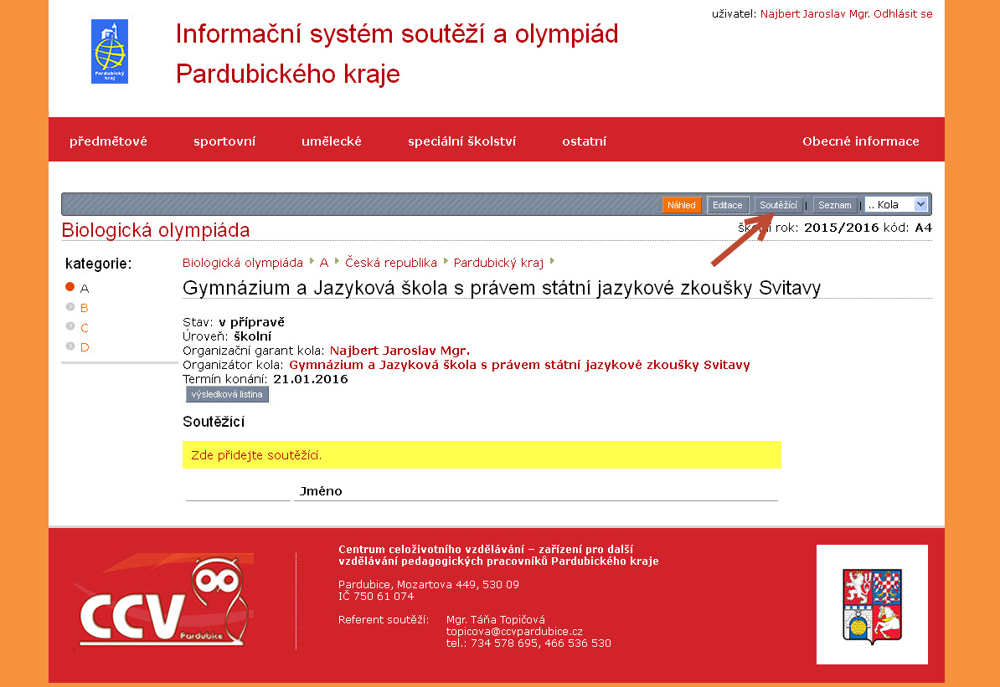 uživatel: Najbert Jaroslav Mgr. Odhlásit se
Informační systém soutěží a olympiád
Pardubického kraje
Pardubický
kraj
předmětové sportovní umělecké speciální školství ostatní Obecné informace
Náhled Editace Soutěžící | Seznam | .. Kola
Biologická olympiáda
školní rok: 2015/2016 kód: A4
kategorie:
A
B
C
D
Biologická olympiáda A Česká republika Pardubický kraj
Gymnázium a Jazyková škola s právem státní jazykové zkoušky Svitavy
Stav: v přípravě
Úroveň: školní
Organizační garant kola: Najbert Jaroslav Mgr.
Organizátor kola: Gymnázium a Jazyková škola s právem státní jazykové zkoušky Svitavy
Termín konání: 21.01.2016
výsledková listina
Soutěžící
Zde přidejte soutěžící.
Jméno
CCV
Pardubice
Centrum celoživotního vzdělávání – zařízení pro další
vzdělávání pedagogických pracovníků Pardubického kraje
Pardubice, Mozartova 449, 530 09
IČ 750 61 074
Referent soutěží: Mgr. Táňa Topičová
topicova@ccvpardubice.cz
tel.: 734 578 695, 466 536 530